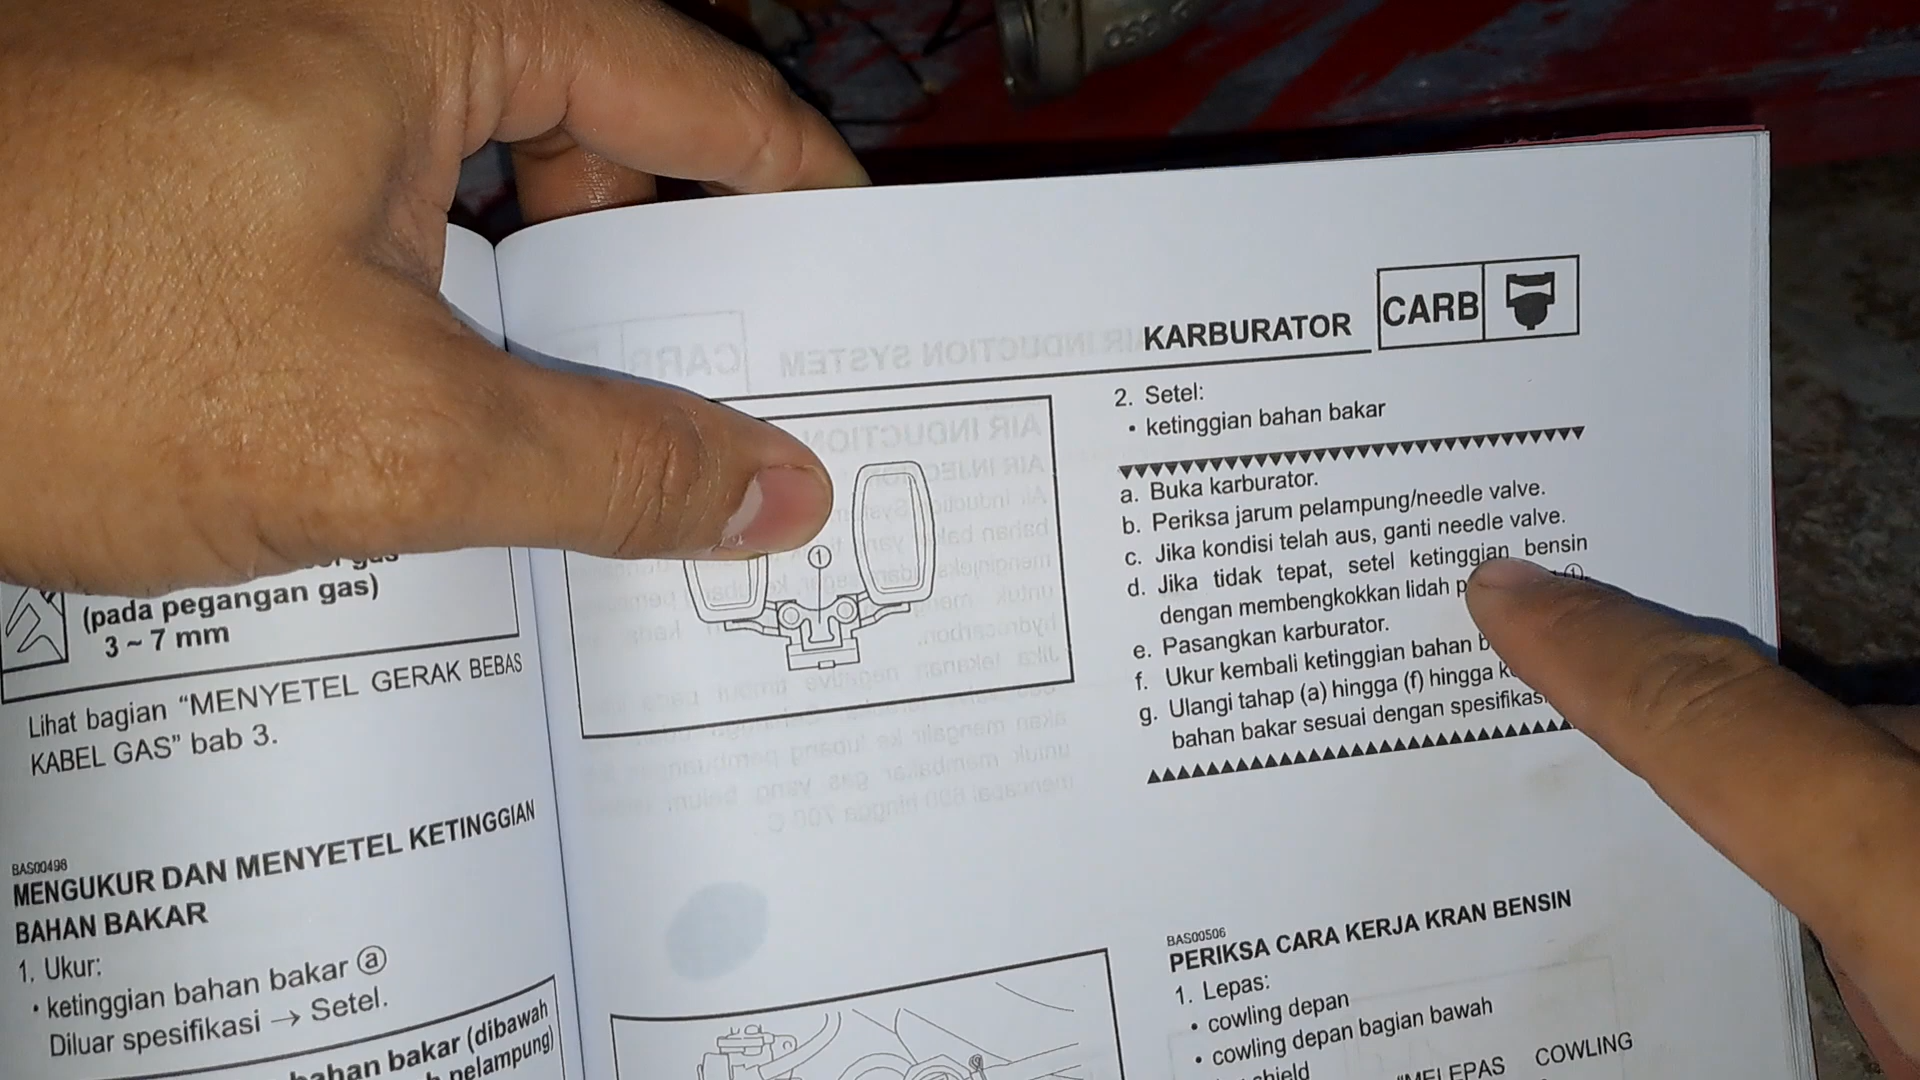 (pada pegangan gas)
3 ~ 7 mm
Lihat bagian “MENYETEL GERAK BEBAS
KABEL GAS” bab 3.
BAS00498
MENGUKUR DAN MENYETEL KETINGGIAN
BAHAN BAKAR
1. Ukur:
• ketinggian bahan bakar ⓐ
Diluar spesifikasi → Setel.
bahan bakar (dibawah
pelampung)
KARBURATOR
CARB
①
2. Setel:
• ketinggian bahan bakar
a. Buka karburator.
b. Periksa jarum pelampung/needle valve.
c. Jika kondisi telah aus, ganti needle valve.
d. Jika tidak tepat, setel ketinggian bensin
dengan membengkokkan lidah ①.
e. Pasangkan karburator.
f. Ukur kembali ketinggian bahan
g. Ulangi tahap (a) hingga (f) hingga
bahan bakar sesuai dengan spesifikasi
BAS00506
PERIKSA CARA KERJA KRAN BENSIN
1. Lepas:
• cowling depan
• cowling depan bagian bawah
shield
“MELEPAS COWLING